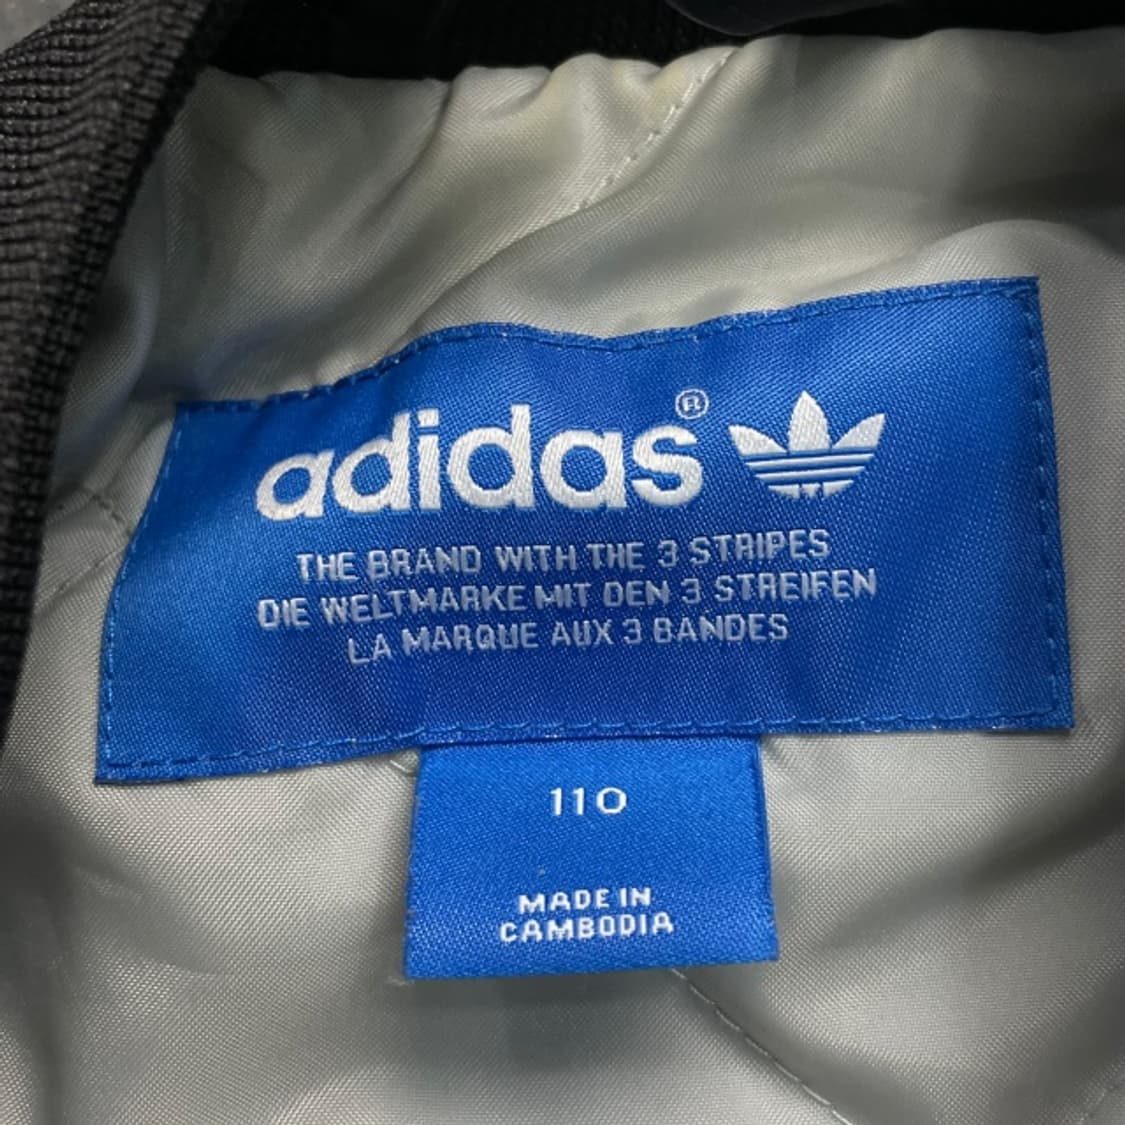 adidas®
THE BRAND WITH THE 3 STRIPES
DIE WELTMARKE MIT DEN 3 STREIFEN
LA MARQUE AUX 3 BANDES
110
MADE IN
CAMBODIA